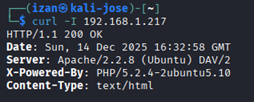 ┌──(izan㉿kali-jose)-[~]
└─$ curl -I 192.168.1.217
HTTP/1.1 200 OK
Date: Sun, 14 Dec 2025 16:32:58 GMT
Server: Apache/2.2.8 (Ubuntu) DAV/2
X-Powered-By: PHP/5.2.4-2ubuntu5.10
Content-Type: text/html